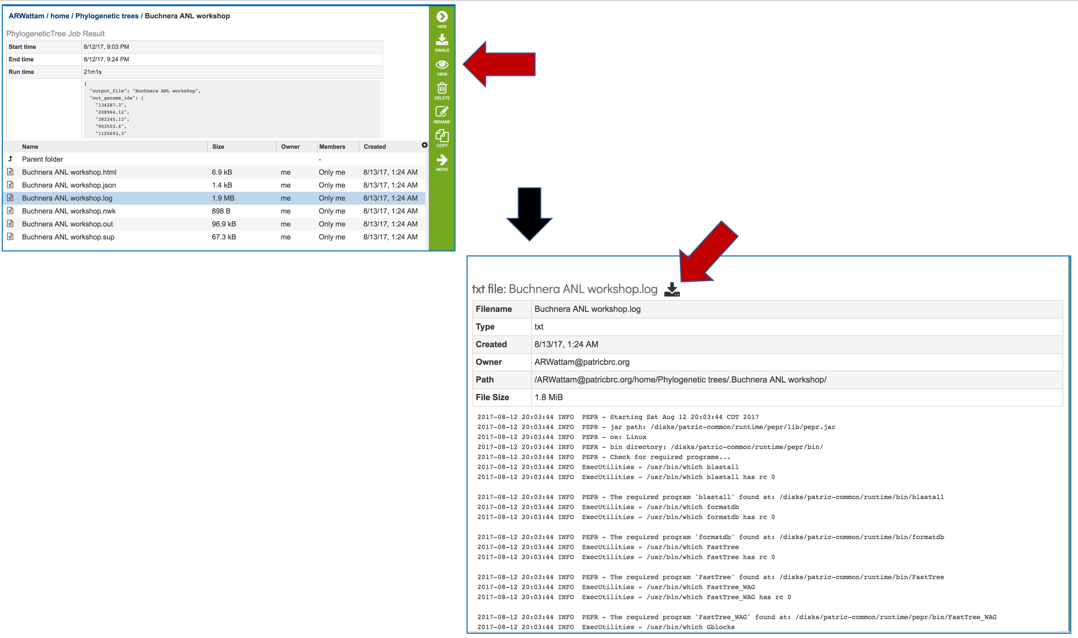 ARWattam / home / Phylogenetic trees / Buchnera ANL workshop
PhylogeneticTree Job Result
Start time 8/12/17, 9:03 PM
End time 8/12/17, 9:24 PM
Run time 21m1s
{
"output_file": "Buchnera ANL workshop",
"out_genome_ids": [
"134287.3",
"208964.12",
"382245.13",
"903503.4",
"1125693.3"
HIDE
DWNLD
VIEW
DELETE
RENAME
COPY
MOVE
Name Size Owner Members Created
Parent folder -
Buchnera ANL workshop.html 6.9 kB me Only me 8/13/17, 1:24 AM
Buchnera ANL workshop.json 1.4 kB me Only me 8/13/17, 1:24 AM
Buchnera ANL workshop.log 1.9 MB me Only me 8/13/17, 1:24 AM
Buchnera ANL workshop.nwk 898 B me Only me 8/13/17, 1:24 AM
Buchnera ANL workshop.out 96.9 kB me Only me 8/13/17, 1:24 AM
Buchnera ANL workshop.sup 67.3 kB me Only me 8/13/17, 1:24 AM
txt file: Buchnera ANL workshop.log
Filename Buchnera ANL workshop.log
Type txt
Created 8/13/17, 1:24 AM
Owner ARWattam@patricbrc.org
Path /ARWattam@patricbrc.org/home/Phylogenetic trees/.Buchnera ANL workshop/
File Size 1.8 MiB
2017-08-12 20:03:44 INFO PEPR - Starting Sat Aug 12 20:03:44 CDT 2017
2017-08-12 20:03:44 INFO PEPR - jar path: /disks/patric-common/runtime/pepr/lib/pepr.jar
2017-08-12 20:03:44 INFO PEPR - os: Linux
2017-08-12 20:03:44 INFO PEPR - bin directory: /disks/patric-common/runtime/pepr/bin/
2017-08-12 20:03:44 INFO PEPR - Check for required programs...
2017-08-12 20:03:44 INFO ExecUtilities - /usr/bin/which blastall
2017-08-12 20:03:44 INFO ExecUtilities - /usr/bin/which blastall has rc 0
2017-08-12 20:03:44 INFO PEPR - The required program 'blastall' found at: /disks/patric-common/runtime/bin/blastall
2017-08-12 20:03:44 INFO ExecUtilities - /usr/bin/which formatdb
2017-08-12 20:03:44 INFO ExecUtilities - /usr/bin/which formatdb has rc 0
2017-08-12 20:03:44 INFO PEPR - The required program 'formatdb' found at: /disks/patric-common/runtime/bin/formatdb
2017-08-12 20:03:44 INFO ExecUtilities - /usr/bin/which FastTree
2017-08-12 20:03:44 INFO ExecUtilities - /usr/bin/which FastTree has rc 0
2017-08-12 20:03:44 INFO PEPR - The required program 'FastTree' found at: /disks/patric-common/runtime/bin/FastTree
2017-08-12 20:03:44 INFO ExecUtilities - /usr/bin/which FastTree_WAG
2017-08-12 20:03:44 INFO ExecUtilities - /usr/bin/which FastTree_WAG has rc 0
2017-08-12 20:03:44 INFO PEPR - The required program 'FastTree_WAG' found at: /disks/patric-common/runtime/pepr/bin/FastTree_WAG
2017-08-12 20:03:44 INFO ExecUtilities - /usr/bin/which Gblocks